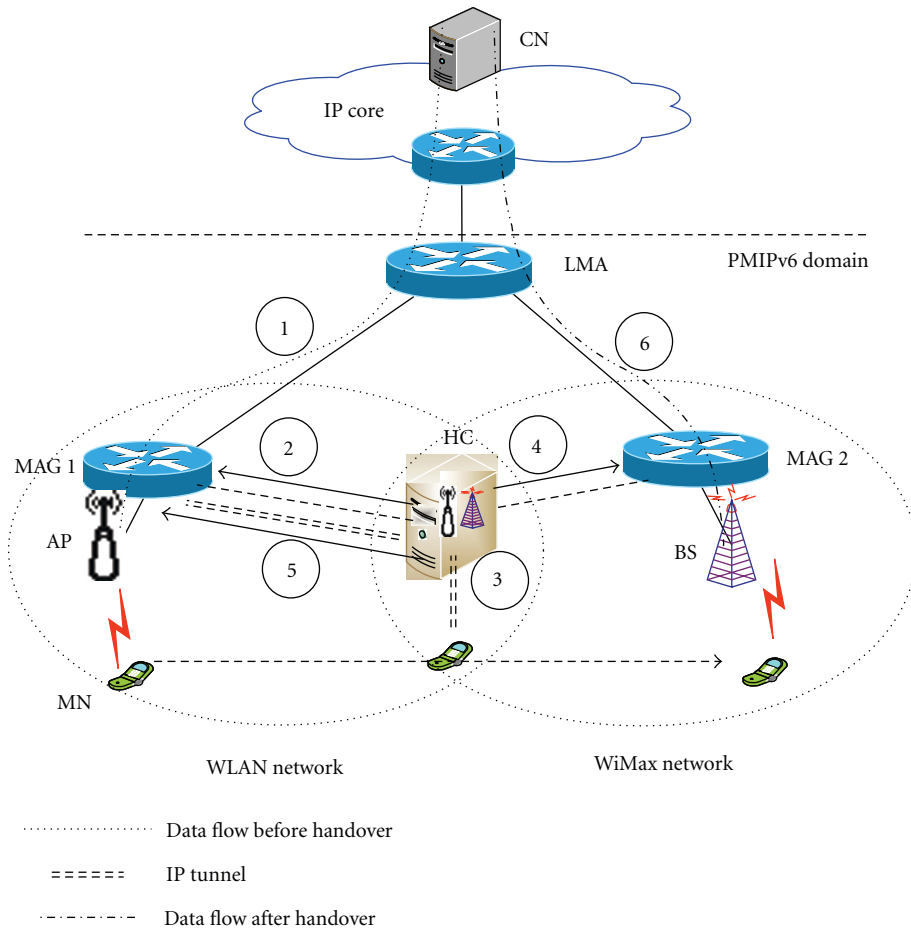 CN
IP core
LMA
PMIPv6 domain
1
6
HC
2
4
MAG 1
MAG 2
AP
BS
5
3
MN
WLAN network
WiMax network
Data flow before handover
IP tunnel
Data flow after handover